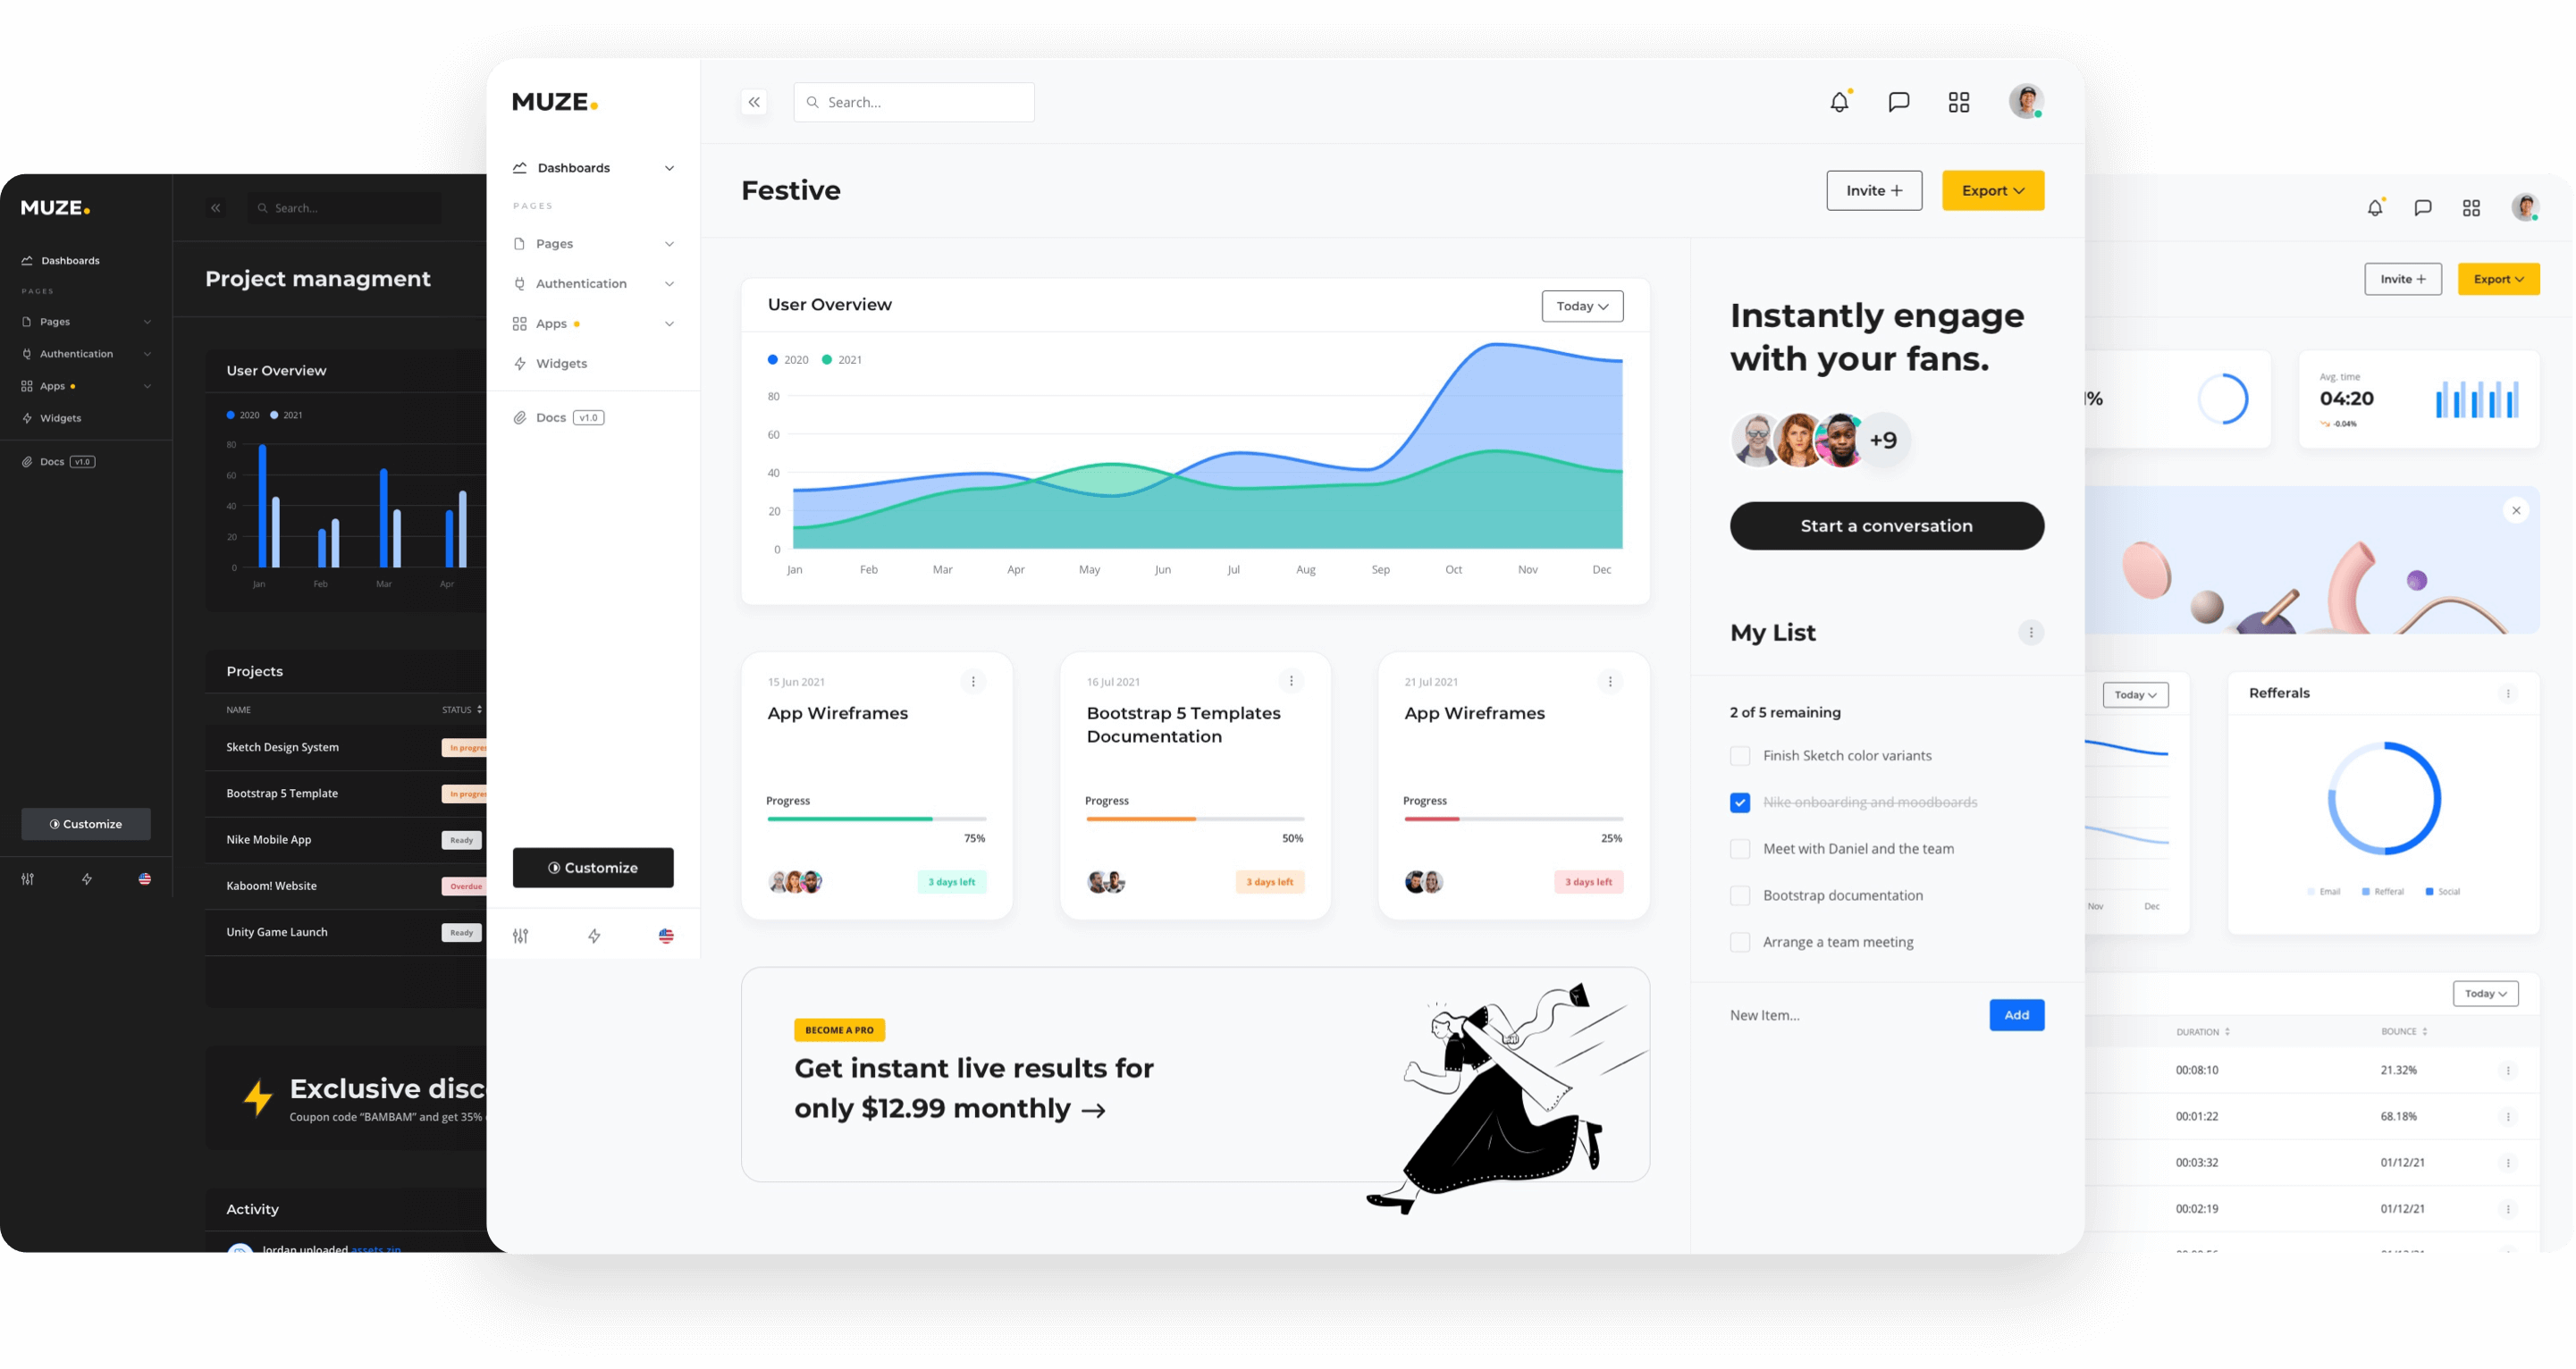 MUZE.
Search...
Dashboards
PAGES
Pages
Authentication
Apps
Widgets
Docs v1.0
Customize
Project managment
User Overview
2020 2021
80
60
40
20
0
Jan Feb Mar Apr
Projects
NAME STATUS
Sketch Design System
Bootstrap 5 Template
Nike Mobile App Ready
Kaboom! Website Overdue
Unity Game Launch Ready
Exclusive
Coupon code “BAMBAM” and get 35%
Activity
Jordan uploaded assets.zip
MUZE.
Search...
Dashboards
PAGES
Pages
Authentication
Apps
Widgets
Docs v1.0
Customize
Festive
Invite +
Export
User Overview
Today
2020 2021
80
60
40
20
0
Jan Feb Mar Apr May Jun Jul Aug Sep Oct Nov Dec
15 Jun 2021
App Wireframes
Progress
75%
3 days left
16 Jul 2021
Bootstrap 5 Templates
Documentation
Progress
50%
3 days left
21 Jul 2021
App Wireframes
Progress
25%
3 days left
BECOME A PRO
Get instant live results for
only $12.99 monthly →
Instantly engage
with your fans.
+9
Start a conversation
My List
2 of 5 remaining
Finish Sketch color variants
Nike onboarding and moodboards
Meet with Daniel and the team
Bootstrap documentation
Arrange a team meeting
New Item...
Add
Invite +
Export
%
Avg. time
04:20
-0.04%
Today
Nov Dec
Refferals
Email Refferal Social
Today
DURATION BOUNCE
00:08:10 21.32%
00:01:22 68.18%
00:03:32 01/12/21
00:02:19 01/12/21